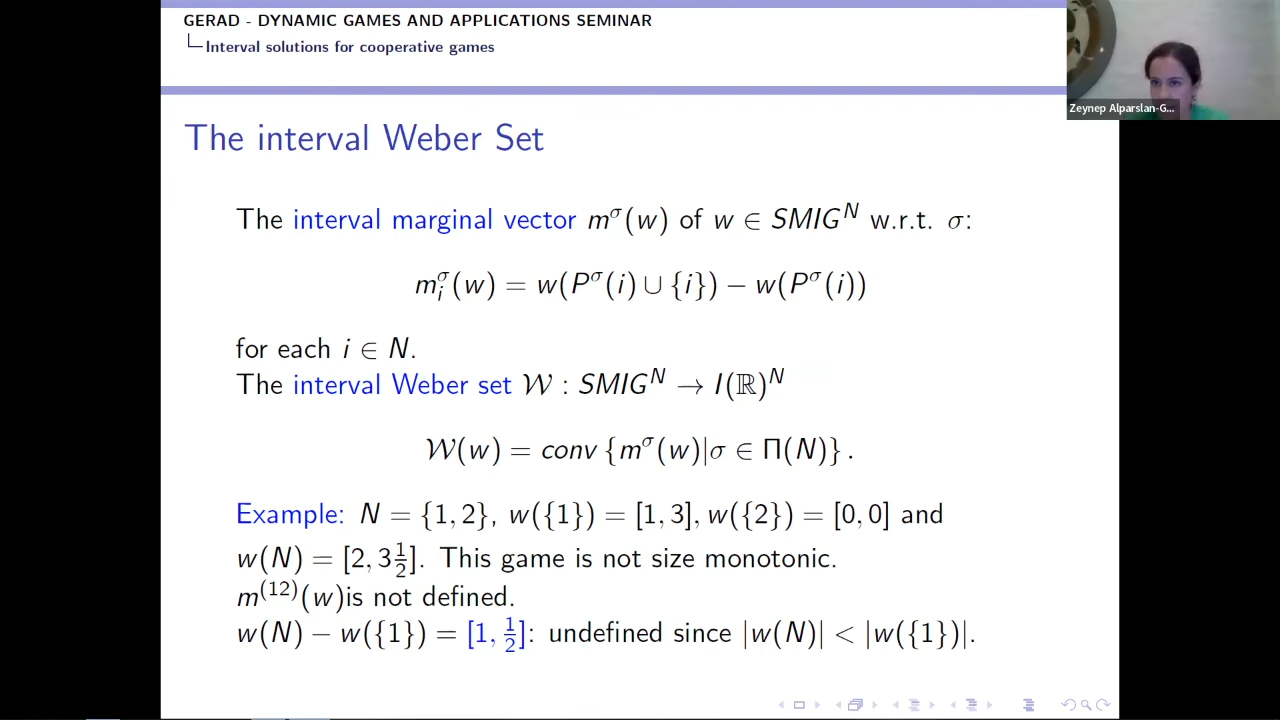 GERAD - DYNAMIC GAMES AND APPLICATIONS SEMINAR
Interval solutions for cooperative games
Zeynep Alparslan-G...
The interval Weber Set
The interval marginal vector m^σ(w) of w ∈ SMIG^N w.r.t. σ:
m_i^σ(w) = w(P^σ(i) ∪ {i}) − w(P^σ(i))
for each i ∈ N.
The interval Weber set 𝒲 : SMIG^N → I(ℝ)^N
𝒲(w) = conv {m^σ(w)|σ ∈ Π(N)} .
Example: N = {1, 2}, w({1}) = [1, 3], w({2}) = [0, 0] and
w(N) = [2, 3½]. This game is not size monotonic.
m^(12)(w)is not defined.
w(N) − w({1}) = [1, ½]: undefined since |w(N)| < |w({1})|.